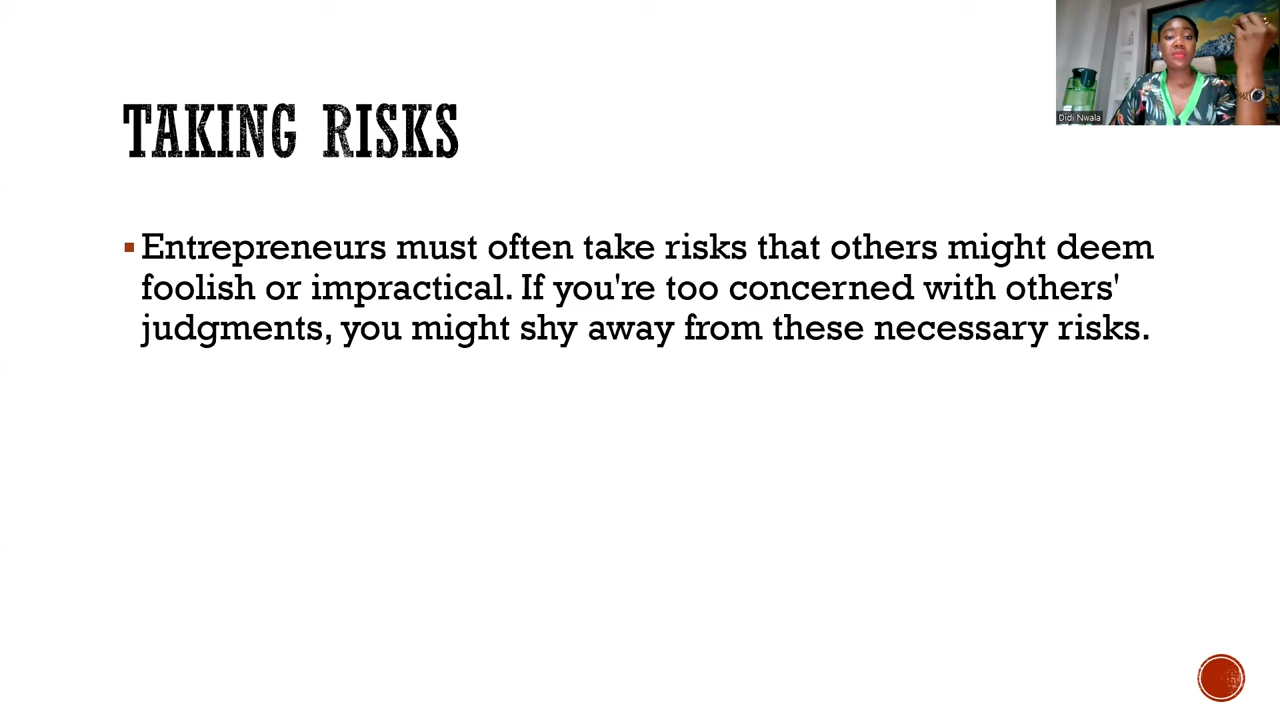 Didi Nwala
TAKING RISKS
Entrepreneurs must often take risks that others might deem
foolish or impractical. If you're too concerned with others'
judgments, you might shy away from these necessary risks.